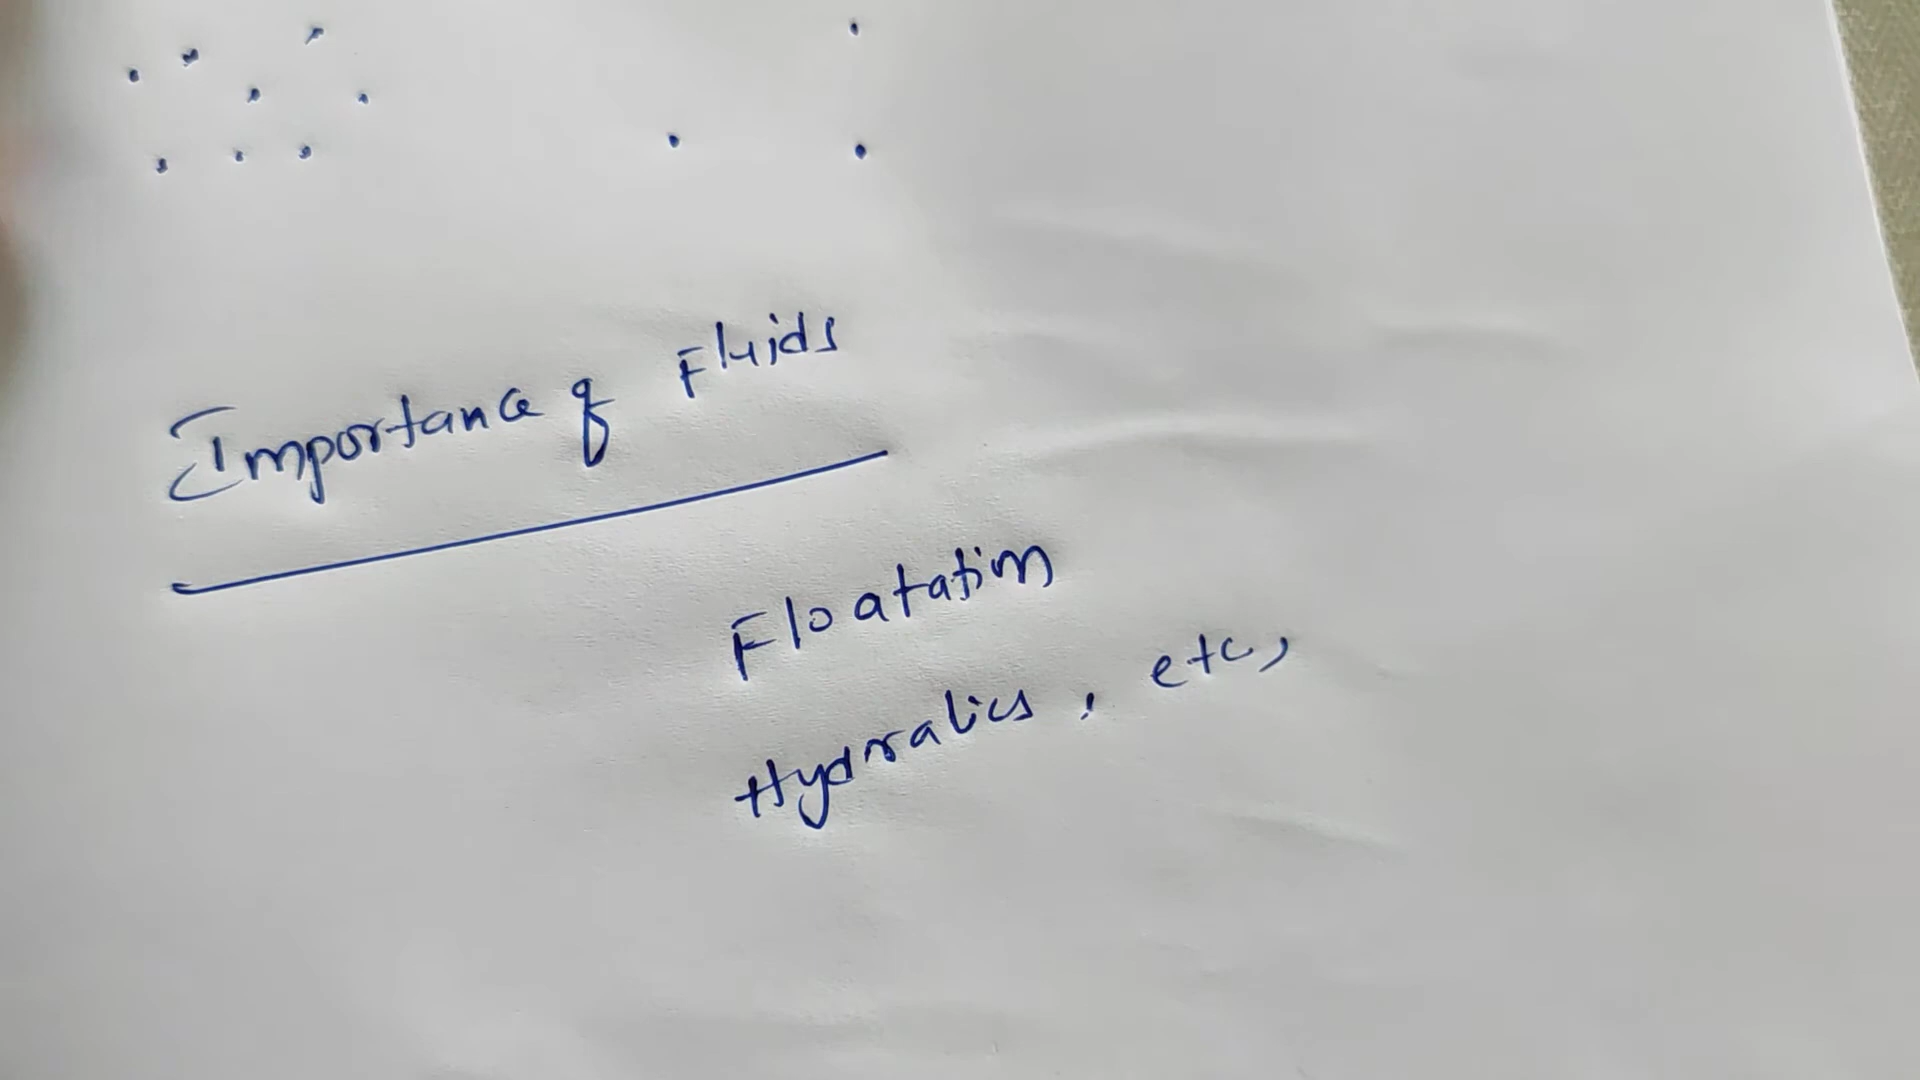 Importance of Fluids
Floatation
Hydralics, etc,